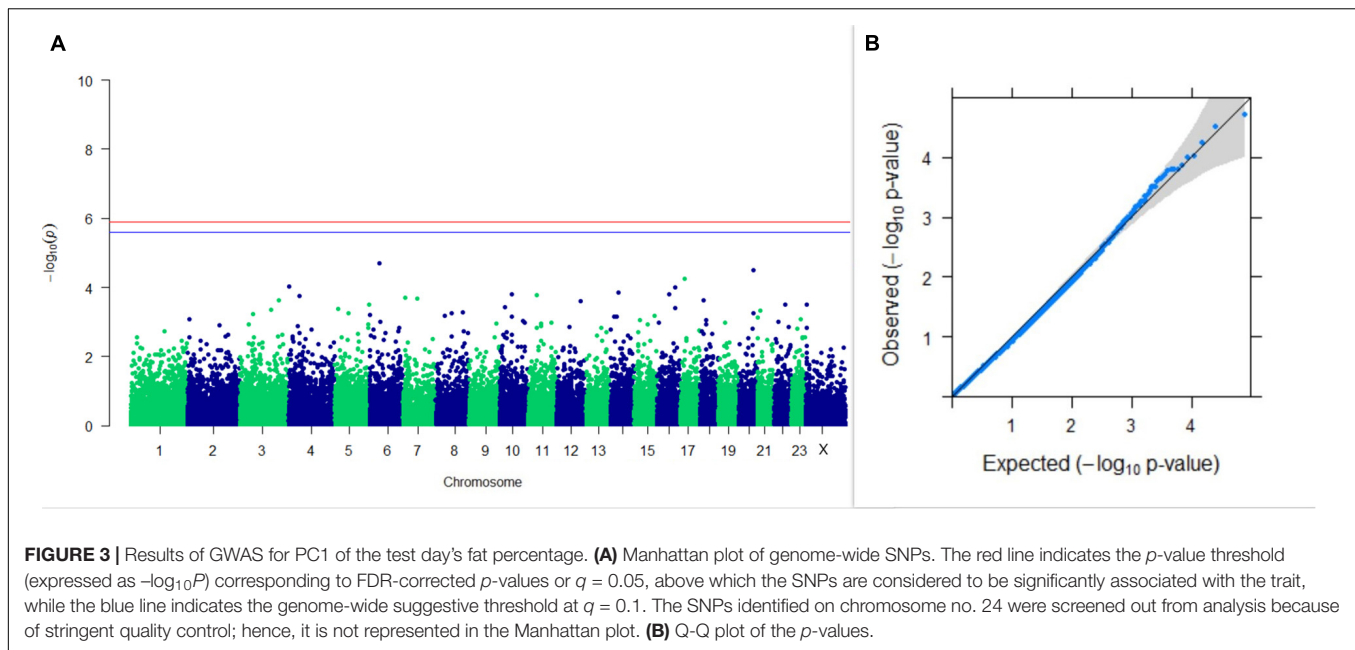 A
B
10
8
6
4
2
0
−log10(p)
1 2 3 4 5 6 7 8 9 10 11 12 13 15 17 19 21 23 X
Chromosome
Observed (−log10 p-value)
4
3
2
1
1 2 3 4
Expected (−log10 p-value)
FIGURE 3 | Results of GWAS for PC1 of the test day's fat percentage. (A) Manhattan plot of genome-wide SNPs. The red line indicates the p-value threshold
(expressed as –log10P) corresponding to FDR-corrected p-values or q = 0.05, above which the SNPs are considered to be significantly associated with the trait,
while the blue line indicates the genome-wide suggestive threshold at q = 0.1. The SNPs identified on chromosome no. 24 were screened out from analysis because
of stringent quality control; hence, it is not represented in the Manhattan plot. (B) Q-Q plot of the p-values.